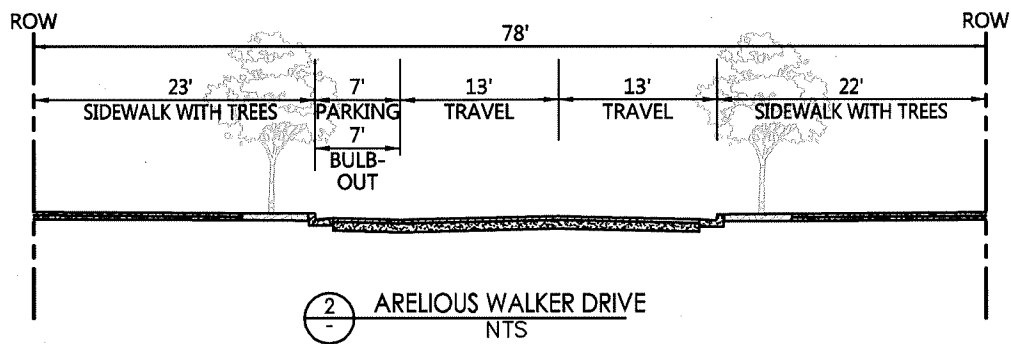 ROW
ROW
78'
23'
7'
13'
13'
22'
SIDEWALK WITH TREES
PARKING
TRAVEL
TRAVEL
SIDEWALK WITH TREES
7'
BULB-
OUT
2
-
ARELIOUS WALKER DRIVE
NTS